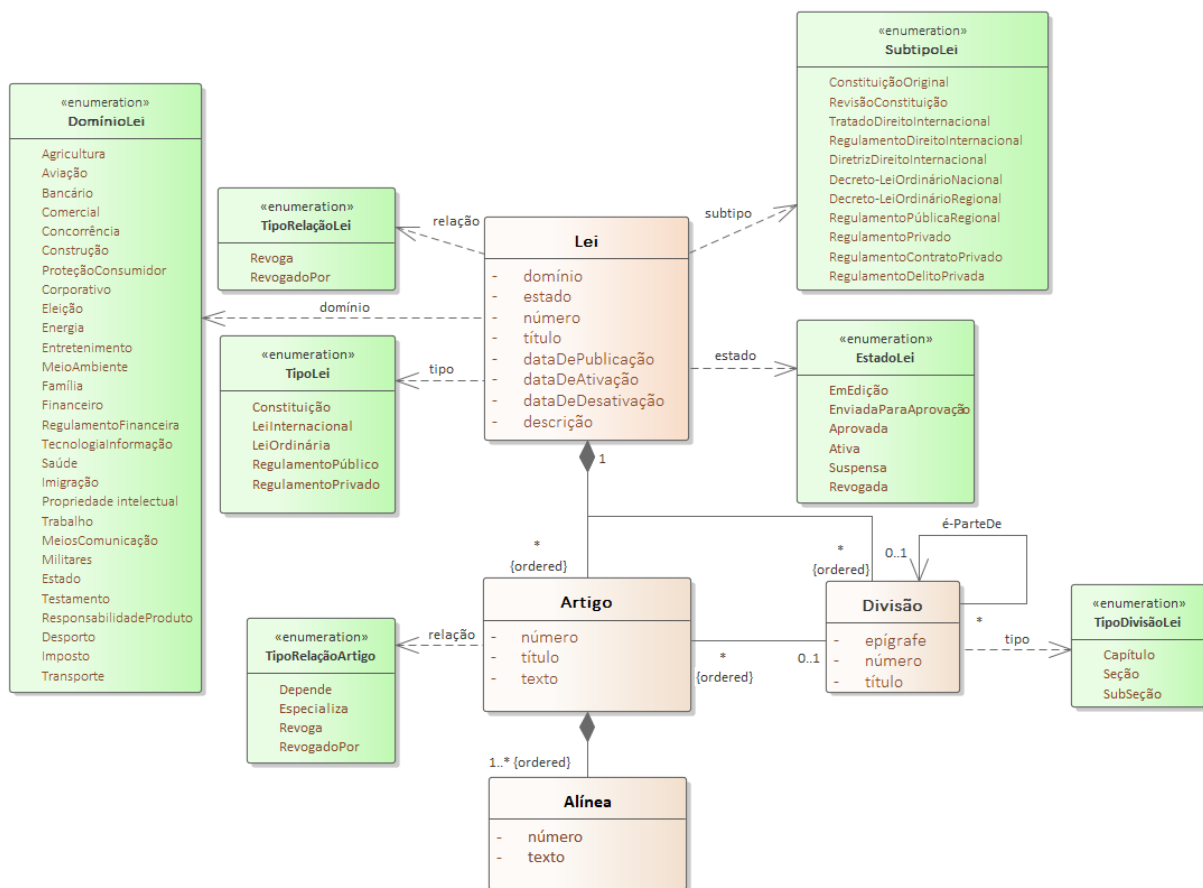 «enumeration»
SubtipoLei
ConstituiçãoOriginal
RevisãoConstituição
TratadoDireitoInternacional
RegulamentoDireitoInternacional
DiretrizDireitoInternacional
Decreto-LeiOrdinárioNacional
Decreto-LeiOrdinárioRegional
RegulamentoPúblicaRegional
RegulamentoPrivado
RegulamentoContratoPrivado
RegulamentoDelitoPrivada
«enumeration»
DomínioLei
Agricultura
Aviação
Bancário
Comercial
Concorrência
Construção
ProteçãoConsumidor
Corporativo
Eleição
Energia
Entretenimento
MeioAmbiente
Família
Financeiro
RegulamentoFinanceira
TecnologiaInformação
Saúde
Imigração
Propriedade intelectual
Trabalho
MeiosComunicação
Militares
Estado
Testamento
ResponsabilidadeProduto
Desporto
Imposto
Transporte
«enumeration»
TipoRelaçãoLei
Revoga
RevogadoPor
relação
subtipo
domínio
tipo
estado
Lei
- domínio
- estado
- número
- título
- dataDePublicação
- dataDeAtivação
- dataDeDesativação
- descrição
«enumeration»
TipoLei
Constituição
LeiInternacional
LeiOrdinária
RegulamentoPúblico
RegulamentoPrivado
«enumeration»
EstadoLei
EmEdição
EnviadaParaAprovação
Aprovada
Ativa
Suspensa
Revogada
1
*
{ordered}
*
{ordered}
é-ParteDe
0..1
*
Artigo
- número
- título
- texto
Divisão
- epígrafe
- número
- título
*
{ordered}
0..1
tipo
«enumeration»
TipoDivisãoLei
Capítulo
Seção
SubSeção
relação
«enumeration»
TipoRelaçãoArtigo
Depende
Especializa
Revoga
RevogadoPor
1..* {ordered}
Alínea
- número
- texto